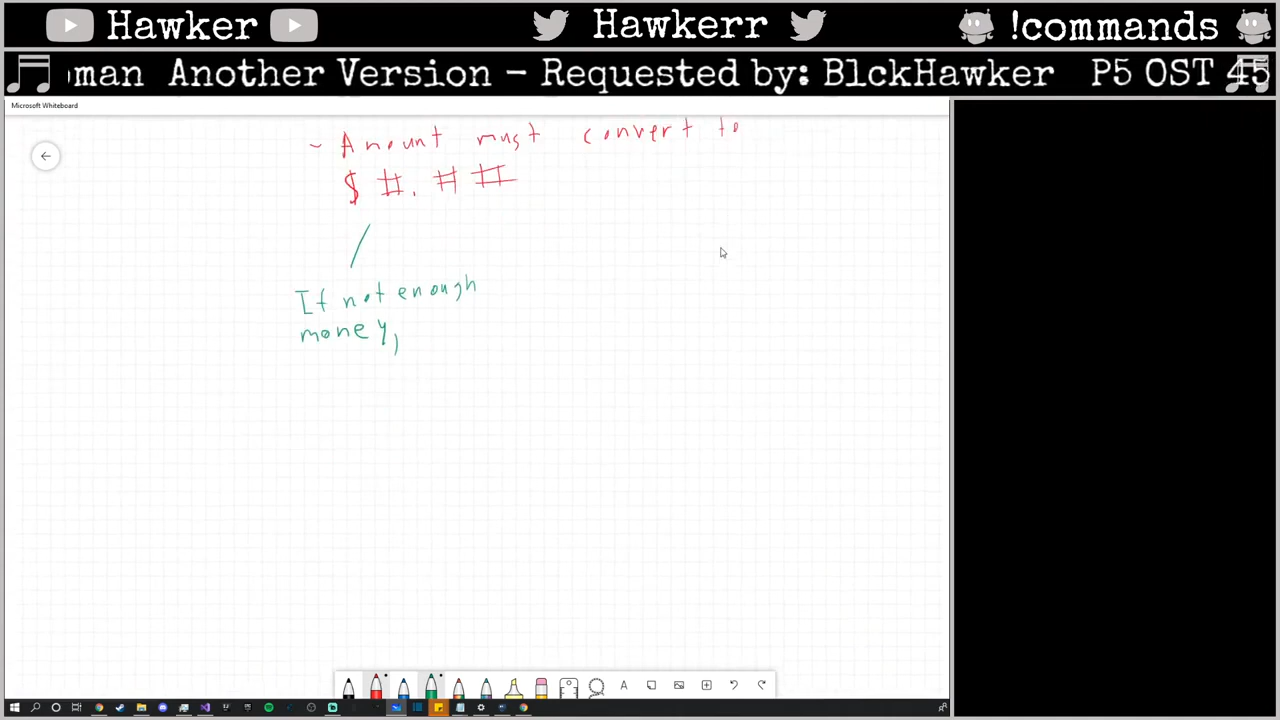 Hawker
Hawkerr
!commands
man Another Version - Requested by: BlckHawker P5 OST 45
Microsoft Whiteboard
- Amount must convert to
$ #. # #
If not enough
money,